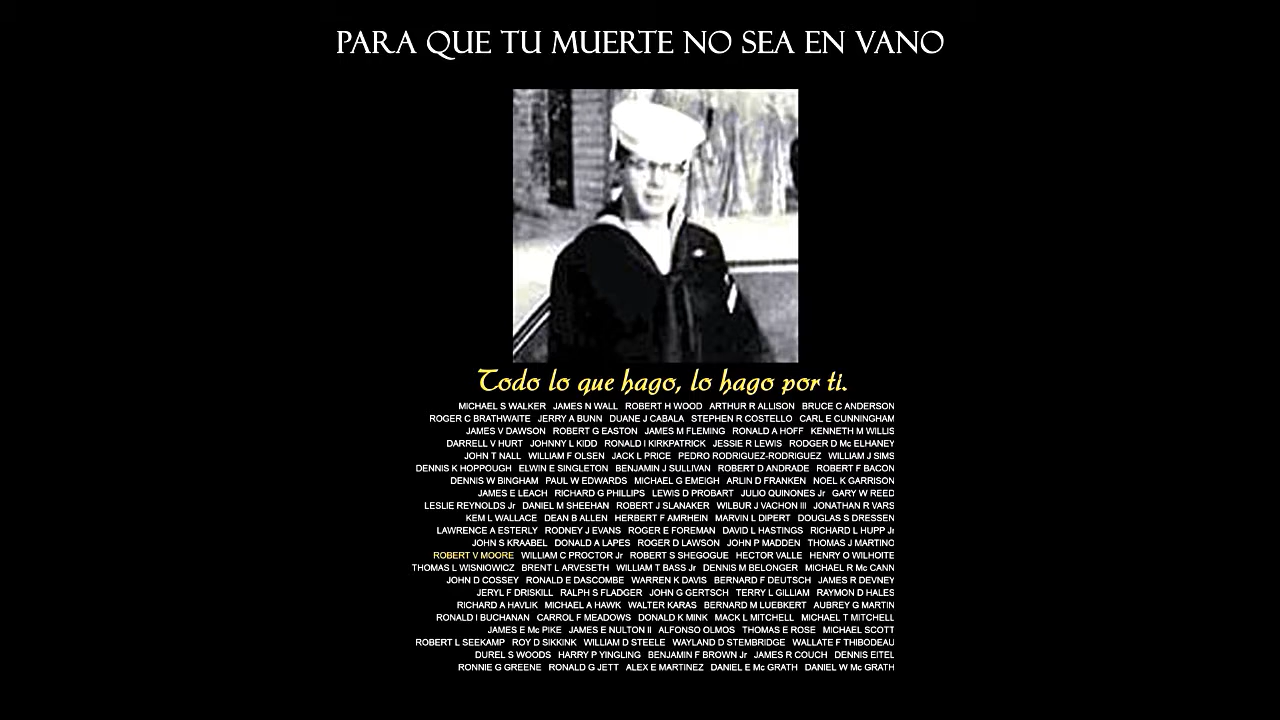 PARA QUE TU MUERTE NO SEA EN VANO
Todo lo que hago, lo hago por ti.
MICHAEL S WALKER JAMES N WALL ROBERT H WOOD ARTHUR R ALLISON BRUCE C ANDERSON
ROGER C BRATHWAITE JERRY A BUNN DUANE J CABALA STEPHEN R COSTELLO CARL E CUNNINGHAM
JAMES V DAWSON ROBERT G EASTON JAMES M FLEMING RONALD A HOFF KENNETH M WILLIS
DARRELL V HURT JOHNNY L KIDD RONALD I KIRKPATRICK JESSIE R LEWIS RODGER D Mc ELHANEY
JOHN T NALL WILLIAM F OLSEN JACK L PRICE PEDRO RODRIGUEZ-RODRIGUEZ WILLIAM J SIMS
DENNIS K HOPPOUGH ELWIN E SINGLETON BENJAMIN J SULLIVAN ROBERT D ANDRADE ROBERT F BACON
DENNIS W BINGHAM PAUL W EDWARDS MICHAEL G EMEIGH ARLIN D FRANKEN NOEL K GARRISON
JAMES E LEACH RICHARD G PHILLIPS LEWIS D PROBART JULIO QUINONES Jr GARY W REED
LESLIE REYNOLDS Jr DANIEL M SHEEHAN ROBERT J SLANAKER WILBUR J VACHON III JONATHAN R VARS
KEM L WALLACE DEAN B ALLEN HERBERT F AMRHEIN MARVIN L DIPERT DOUGLAS S DRESSEN
LAWRENCE A ESTERLY RODNEY J EVANS ROGER E FOREMAN DAVID L HASTINGS RICHARD L HUPP Jr
JOHN S KRAABEL DONALD A LAPES ROGER D LAWSON JOHN P MADDEN THOMAS J MARTINO
ROBERT V MOORE WILLIAM C PROCTOR Jr ROBERT S SHEGOGUE HECTOR VALLE HENRY O WILHOITE
THOMAS L WISNIOWICZ BRENT L ARVESETH WILLIAM T BASS Jr DENNIS M BELONGER MICHAEL R Mc CANN
JOHN D COSSEY RONALD E DASCOMBE WARREN K DAVIS BERNARD F DEUTSCH JAMES R DEVNEY
JERYL F DRISKILL RALPH S FLADGER JOHN G GERTSCH TERRY L GILLIAM RAYMON D HALES
RICHARD A HAVLIK MICHAEL A HAWK WALTER KARAS BERNARD M LUEBKERT AUBREY G MARTIN
RONALD I BUCHANAN CARROL F MEADOWS DONALD K MINK MACK L MITCHELL MICHAEL T MITCHELL
JAMES E Mc PIKE JAMES E NULTON II ALFONSO OLMOS THOMAS E ROSE MICHAEL SCOTT
ROBERT L SEEKAMP ROY D SIKKINK WILLIAM D STEELE WAYLAND D STEMBRIDGE WALLATE F THIBODEAU
DUREL S WOODS HARRY P YINGLING BENJAMIN F BROWN Jr JAMES R COUCH DENNIS EITEL
RONNIE G GREENE RONALD G JETT ALEX E MARTINEZ DANIEL E Mc GRATH DANIEL W Mc GRATH